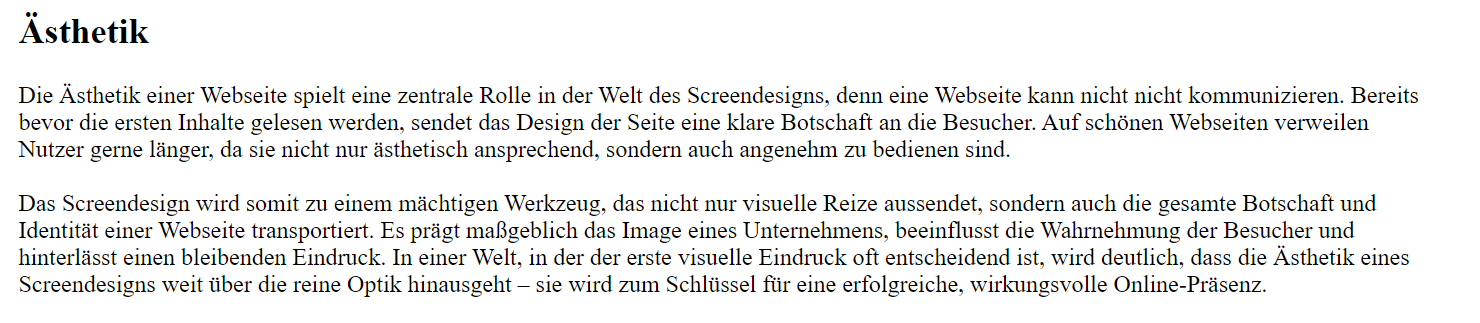 Ästhetik
Die Ästhetik einer Webseite spielt eine zentrale Rolle in der Welt des Screendesigns, denn eine Webseite kann nicht nicht kommunizieren. Bereits
bevor die ersten Inhalte gelesen werden, sendet das Design der Seite eine klare Botschaft an die Besucher. Auf schönen Webseiten verweilen
Nutzer gerne länger, da sie nicht nur ästhetisch ansprechend, sondern auch angenehm zu bedienen sind.
Das Screendesign wird somit zu einem mächtigen Werkzeug, das nicht nur visuelle Reize aussendet, sondern auch die gesamte Botschaft und
Identität einer Webseite transportiert. Es prägt maßgeblich das Image eines Unternehmens, beeinflusst die Wahrnehmung der Besucher und
hinterlässt einen bleibenden Eindruck. In einer Welt, in der der erste visuelle Eindruck oft entscheidend ist, wird deutlich, dass die Ästhetik eines
Screendesigns weit über die reine Optik hinausgeht – sie wird zum Schlüssel für eine erfolgreiche, wirkungsvolle Online-Präsenz.